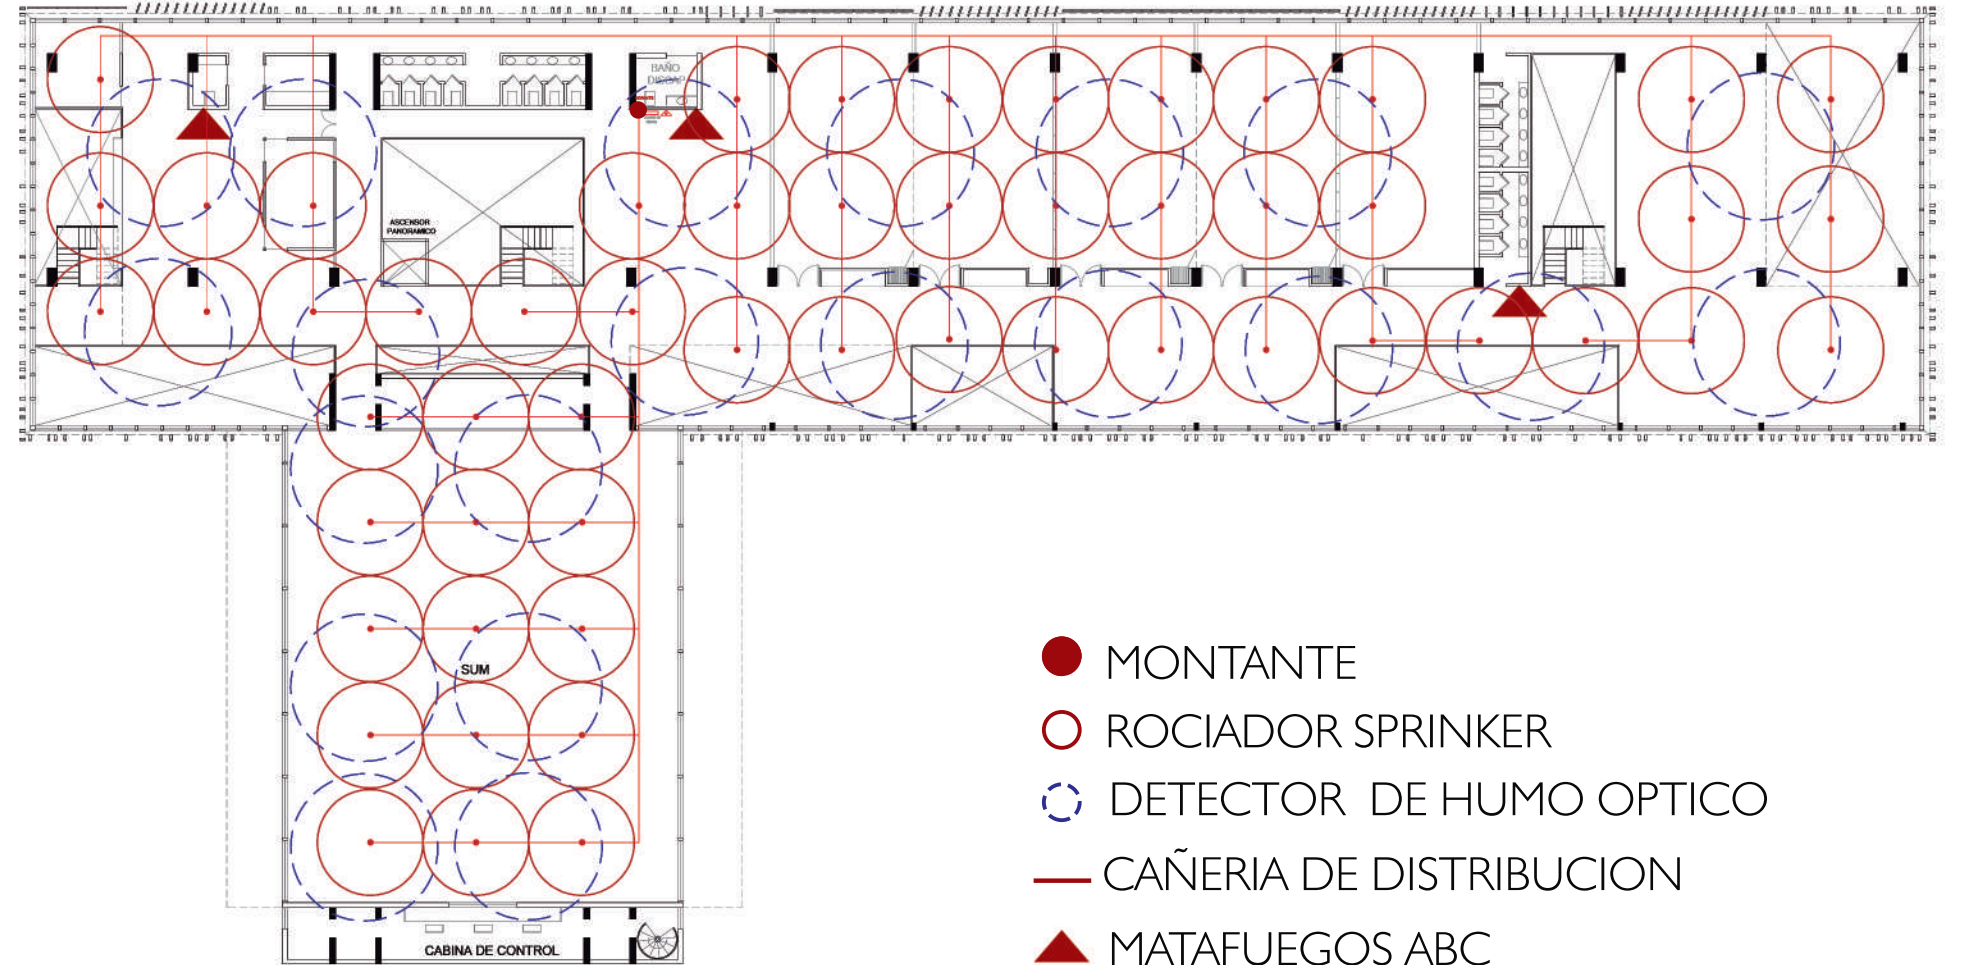 BAÑO
DISCAP
ASCENSOR
PANORAMICO
SUM
CABINA DE CONTROL
MONTANTE
ROCIADOR SPRINKER
DETECTOR DE HUMO OPTICO
CAÑERIA DE DISTRIBUCION
MATAFUEGOS ABC